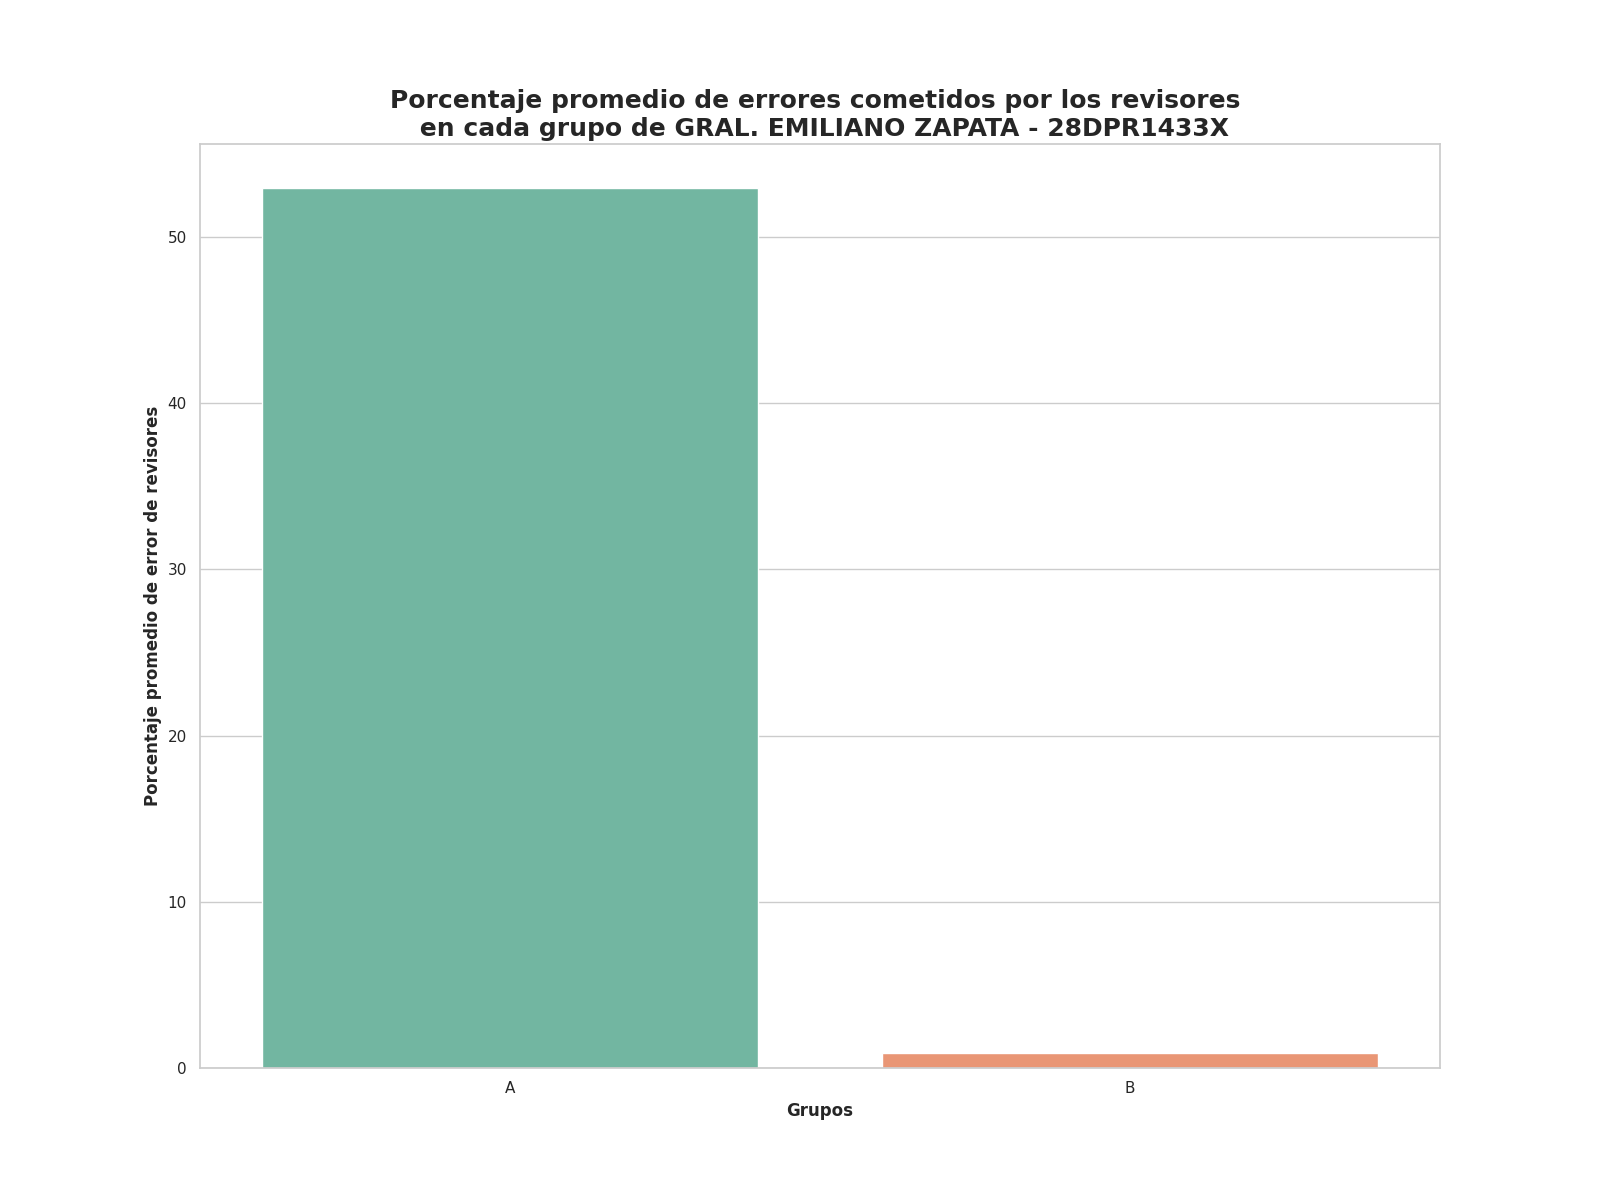 Porcentaje promedio de errores cometidos por los revisores
en cada grupo de GRAL. EMILIANO ZAPATA - 28DPR1433X
Porcentaje promedio de error de revisores
50
40
30
20
10
0
A
B
Grupos